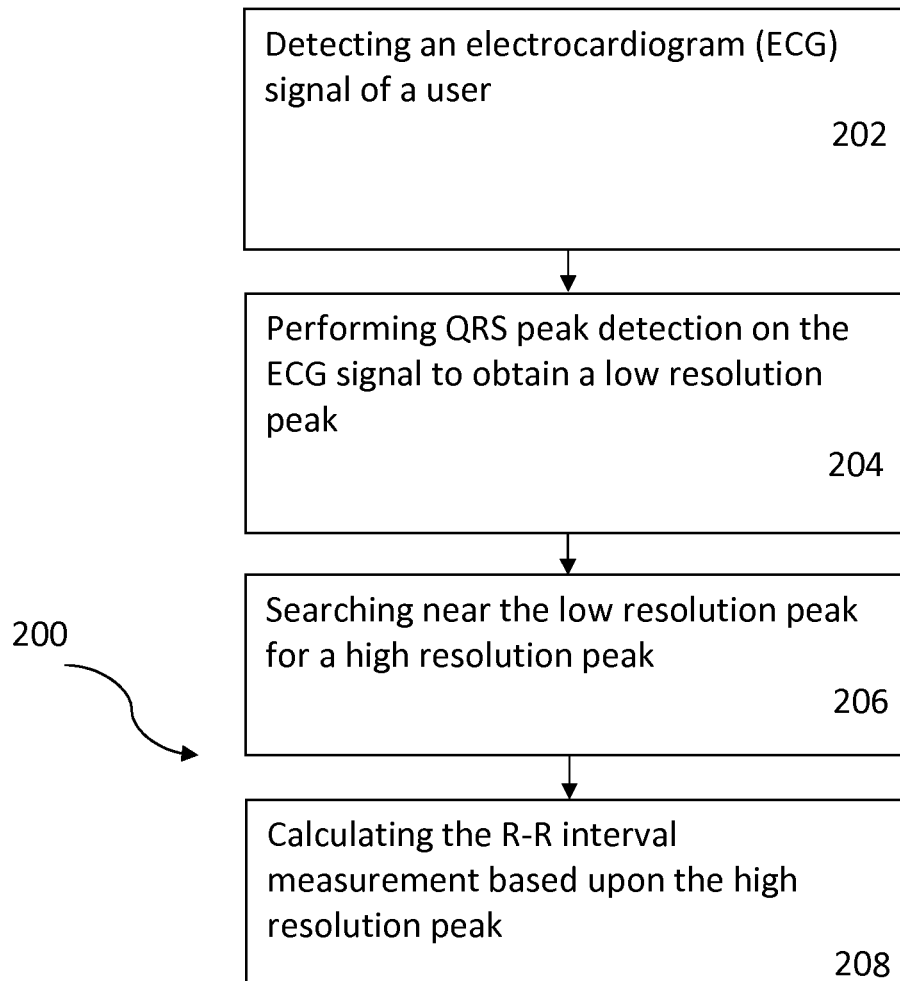 Detecting an electrocardiogram (ECG)
signal of a user
202
Performing QRS peak detection on the
ECG signal to obtain a low resolution
peak
204
Searching near the low resolution peak
for a high resolution peak
206
200
Calculating the R-R interval
measurement based upon the high
resolution peak
208